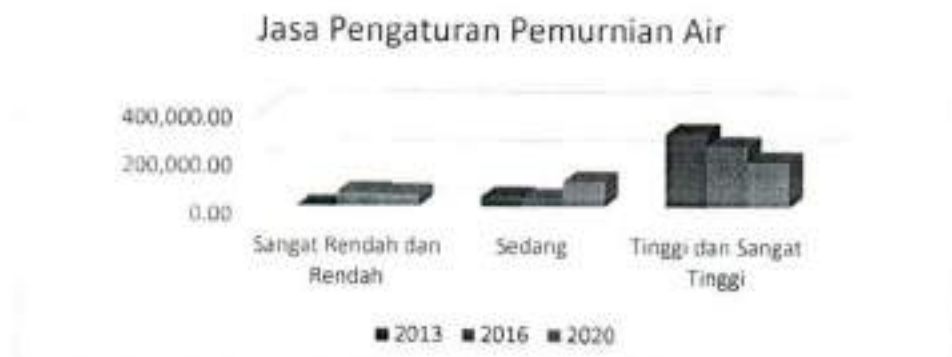 Jasa Pengaturan Pemurnian Air
400,000.00
200,000.00
0.00
Sangat Rendah dan
Rendah
Sedang
Tinggi dan Sangat
Tinggi
2013 2016 2020